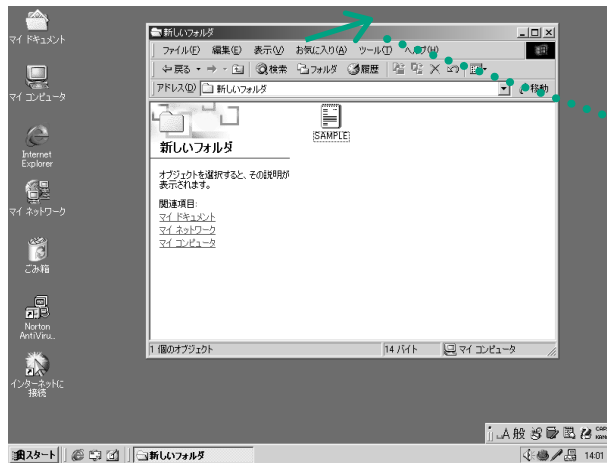 マイ ドキュメント
マイ コンピュータ
Internet
Explorer
マイ ネットワーク
ごみ箱
Norton
AntiViru...
インターネットに
接続
新しいフォルダ
ファイル(F) 編集(E) 表示(V) お気に入り(A) ツール(T) ヘルプ(H)
戻る 検索 フォルダ 履歴
アドレス(D) 新しいフォルダ 移動
新しいフォルダ
オブジェクトを選択すると、その説明が
表示されます。
関連項目:
マイ ドキュメント
マイ ネットワーク
マイ コンピュータ
SAMPLE
1 個のオブジェクト 14 バイト マイ コンピュータ
A 般 CAPS
KANA
スタート 新しいフォルダ 14:01